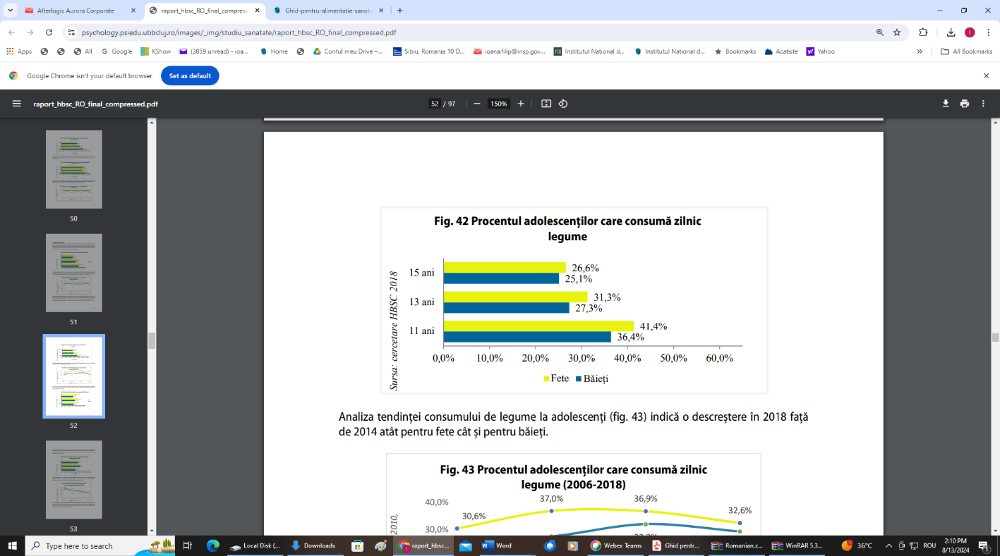 Afterlogic Aurora Corporate
raport_hbsc_RO_final_compress
Ghid-pentru-alimentatie-sanato
psychology.psiedu.ubbcluj.ro/images/_img/studiu_sanatate/raport_hbsc_RO_final_compressed.pdf
Apps All Google KShow (3859 unread) - ioa... Home Contul meu Drive –... Sibiu, Romania 10 D... ioana.filip@insp.gov... Institutul National d... Institutul National d... Bookmarks Acatiste Yahoo » All Bookmarks
Google Chrome isn't your default browser Set as default
raport_hbsc_RO_final_compressed.pdf 52 / 97 150%
50
51
52
53
Fig. 42 Procentul adolescenților care consumă zilnic
legume
Sursa: cercetare HBSC 2018
15 ani 26,6%
25,1%
13 ani 31,3%
27,3%
11 ani 41,4%
36,4%
0,0% 10,0% 20,0% 30,0% 40,0% 50,0% 60,0%
Fete Băieți
Analiza tendinței consumului de legume la adolescenți (fig. 43) indică o descreștere în 2018 față
de 2014 atât pentru fete cât și pentru băieți.
Fig. 43 Procentul adolescenților care consumă zilnic
legume (2006-2018)
40,0% 37,0% 36,9%
30,6% 32,6%
30,0%
2010,
Type here to search Local Disk (... Downloads raport_hbsc... Word Webex Teams Ghid pentr... Romanian.z... WinRAR 5.3... 36°C ROU
2:10 PM
8/13/2024